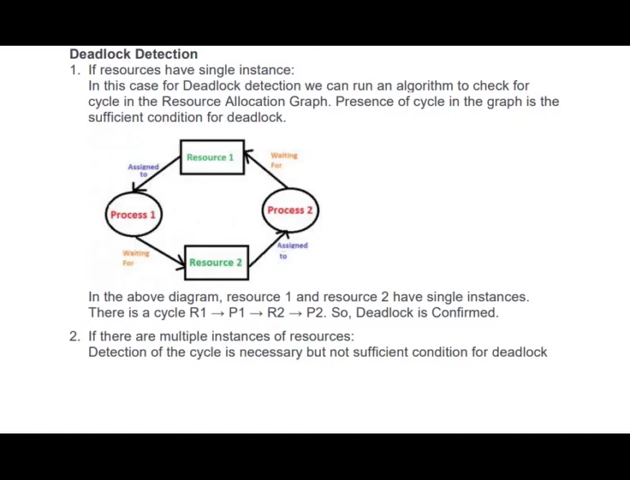 Deadlock Detection
1. If resources have single instance:
In this case for Deadlock detection we can run an algorithm to check for
cycle in the Resource Allocation Graph. Presence of cycle in the graph is the
sufficient condition for deadlock.
Resource 1
Waiting
For
Assigned
to
Process 1
Process 2
Waiting
For
Resource 2
Assigned
to
In the above diagram, resource 1 and resource 2 have single instances.
There is a cycle R1 → P1 → R2 → P2. So, Deadlock is Confirmed.
2. If there are multiple instances of resources:
Detection of the cycle is necessary but not sufficient condition for deadlock